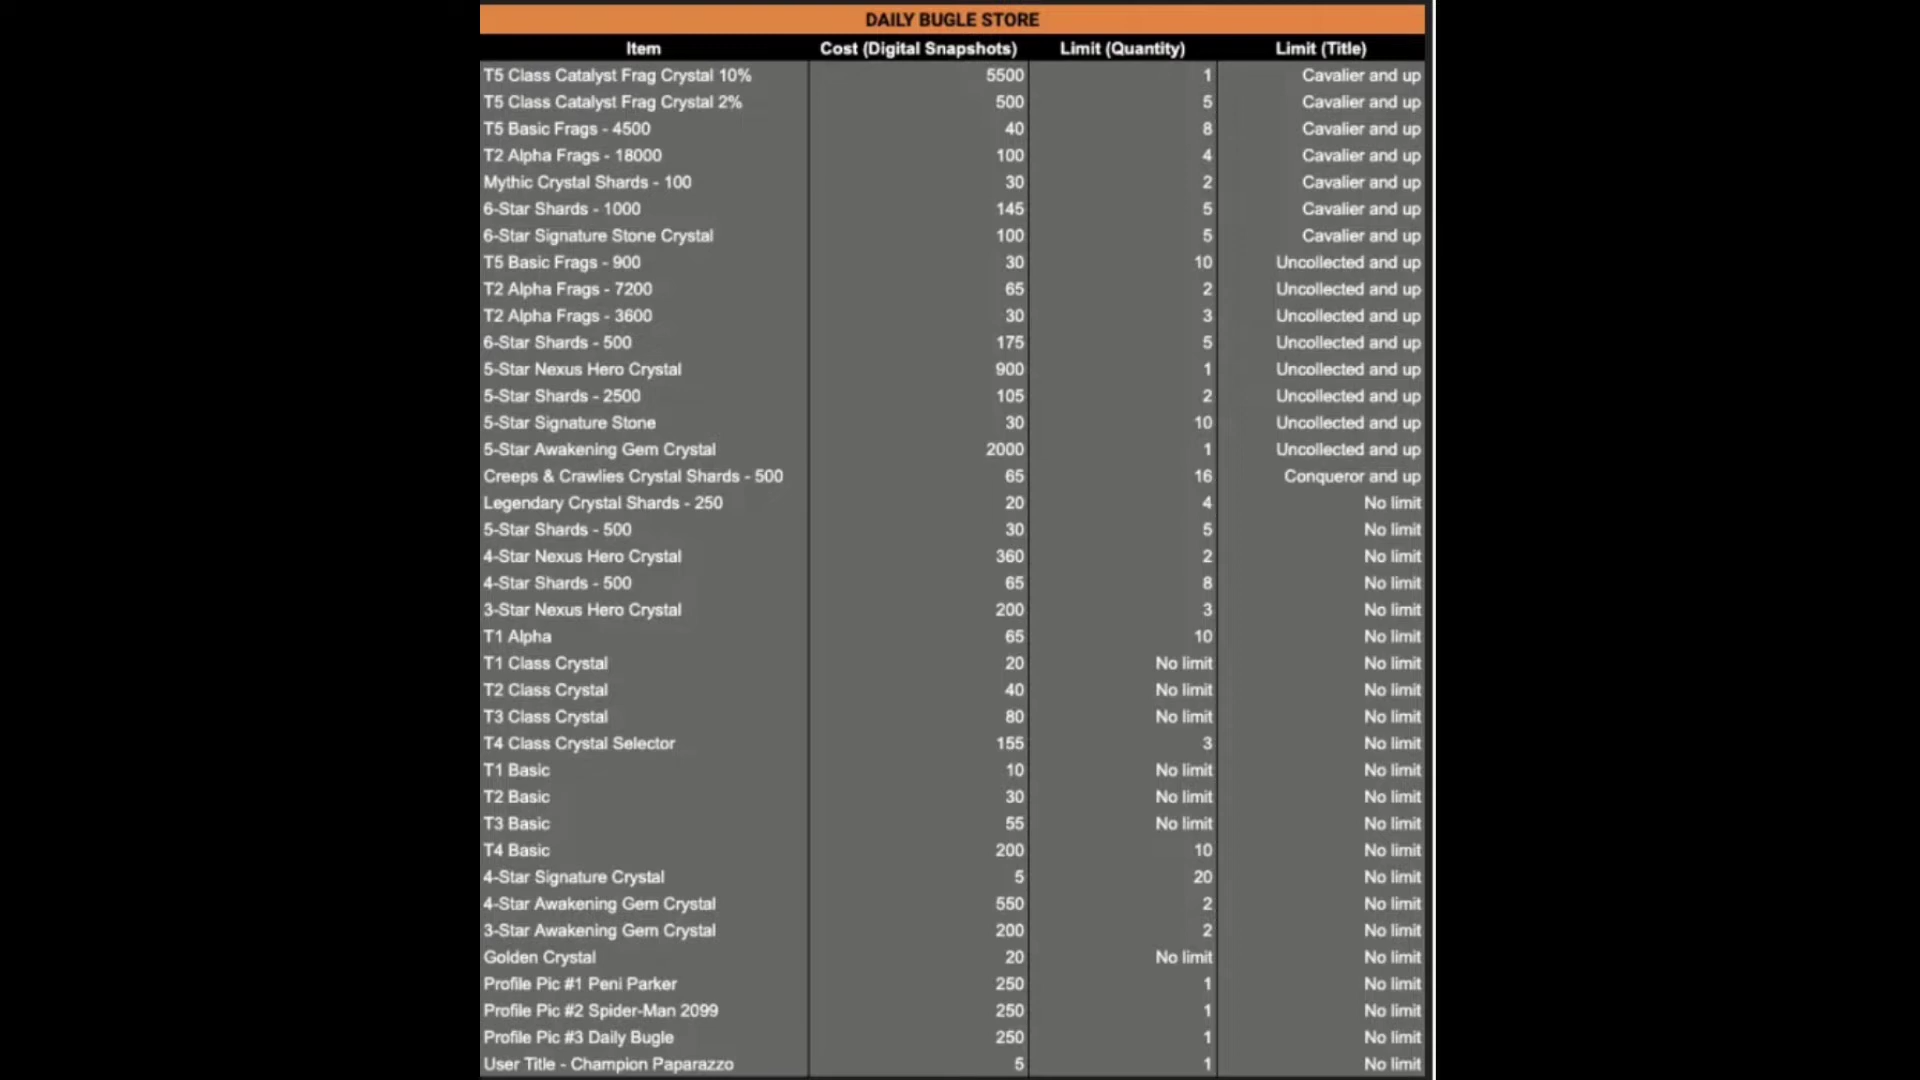 DAILY BUGLE STORE
Item Cost (Digital Snapshots) Limit (Quantity) Limit (Title)
T5 Class Catalyst Frag Crystal 10% 5500 1 Cavalier and up
T5 Class Catalyst Frag Crystal 2% 500 5 Cavalier and up
T5 Basic Frags - 4500 40 8 Cavalier and up
T2 Alpha Frags - 18000 100 4 Cavalier and up
Mythic Crystal Shards - 100 30 2 Cavalier and up
6-Star Shards - 1000 145 5 Cavalier and up
6-Star Signature Stone Crystal 100 5 Cavalier and up
T5 Basic Frags - 900 30 10 Uncollected and up
T2 Alpha Frags - 7200 65 2 Uncollected and up
T2 Alpha Frags - 3600 30 3 Uncollected and up
6-Star Shards - 500 175 5 Uncollected and up
5-Star Nexus Hero Crystal 900 1 Uncollected and up
5-Star Shards - 2500 105 2 Uncollected and up
5-Star Signature Stone 30 10 Uncollected and up
5-Star Awakening Gem Crystal 2000 1 Uncollected and up
Creeps & Crawlies Crystal Shards - 500 65 16 Conqueror and up
Legendary Crystal Shards - 250 20 4 No limit
5-Star Shards - 500 30 5 No limit
4-Star Nexus Hero Crystal 360 2 No limit
4-Star Shards - 500 65 8 No limit
3-Star Nexus Hero Crystal 200 3 No limit
T1 Alpha 65 10 No limit
T1 Class Crystal 20 No limit No limit
T2 Class Crystal 40 No limit No limit
T3 Class Crystal 80 No limit No limit
T4 Class Crystal Selector 155 3 No limit
T1 Basic 10 No limit No limit
T2 Basic 30 No limit No limit
T3 Basic 55 No limit No limit
T4 Basic 200 10 No limit
4-Star Signature Crystal 5 20 No limit
4-Star Awakening Gem Crystal 550 2 No limit
3-Star Awakening Gem Crystal 200 2 No limit
Golden Crystal 20 No limit No limit
Profile Pic #1 Peni Parker 250 1 No limit
Profile Pic #2 Spider-Man 2099 250 1 No limit
Profile Pic #3 Daily Bugle 250 1 No limit
User Title - Champion Paparazzo 5 1 No limit